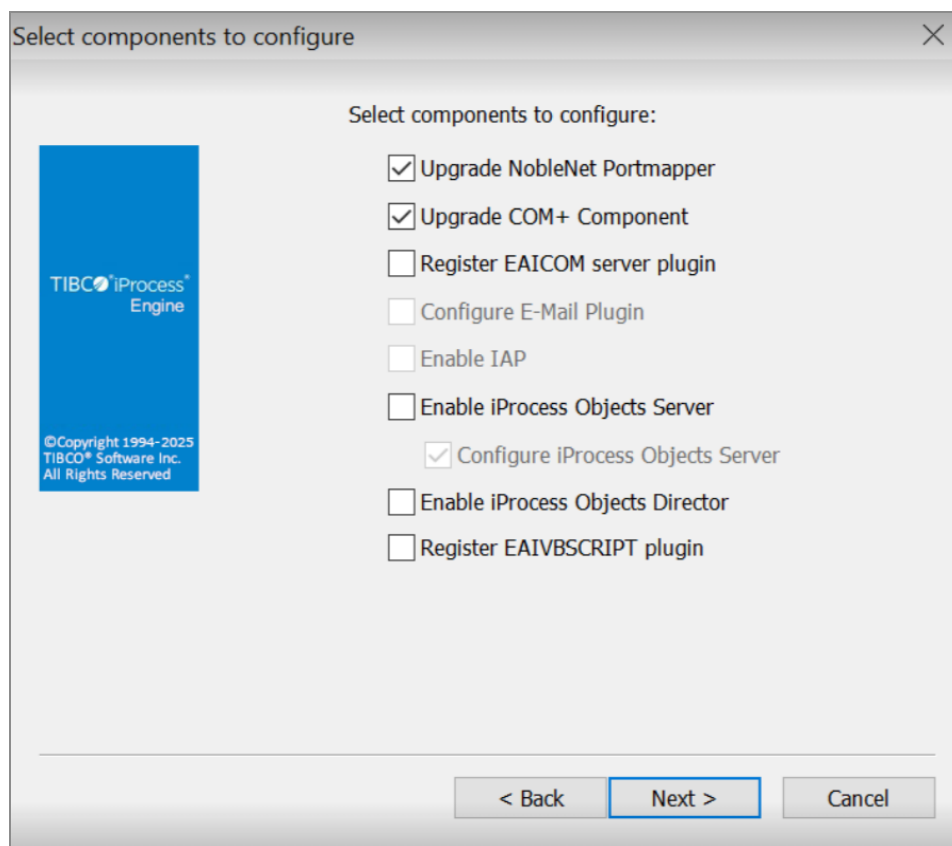 Select components to configure
Select components to configure:
Upgrade NobleNet Portmapper
Upgrade COM+ Component
Register EAICOM server plugin
Configure E-Mail Plugin
Enable IAP
Enable iProcess Objects Server
Configure iProcess Objects Server
Enable iProcess Objects Director
Register EAIVBSCRIPT plugin
TIBCO® iProcess®
Engine
©Copyright 1994-2025
TIBCO® Software Inc.
All Rights Reserved
< Back
Next >
Cancel